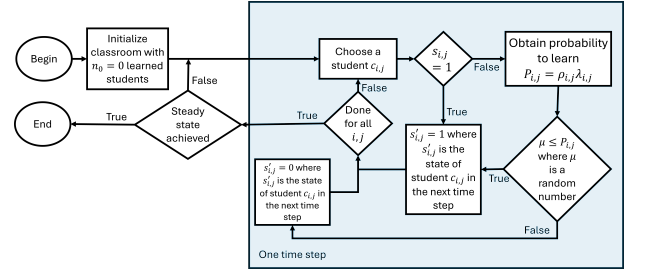 Begin
Initialize
classroom with
n₀ = 0 learned
students
Choose a
student c_{i,j}
s_{i,j}
= 1
False
Obtain probability
to learn
P_{i,j} = ρ_{i,j}λ_{i,j}
True
μ ≤ P_{i,j}
where μ
is a
random
number
True
False
s′_{i,j} = 1 where
s′_{i,j} is the
state of
student c_{i,j} in
the next time
step
s′_{i,j} = 0 where
s′_{i,j} is the state
of student c_{i,j} in
the next time
step
Done
for all
i, j
False
True
Steady
state
achieved
False
True
End
One time step